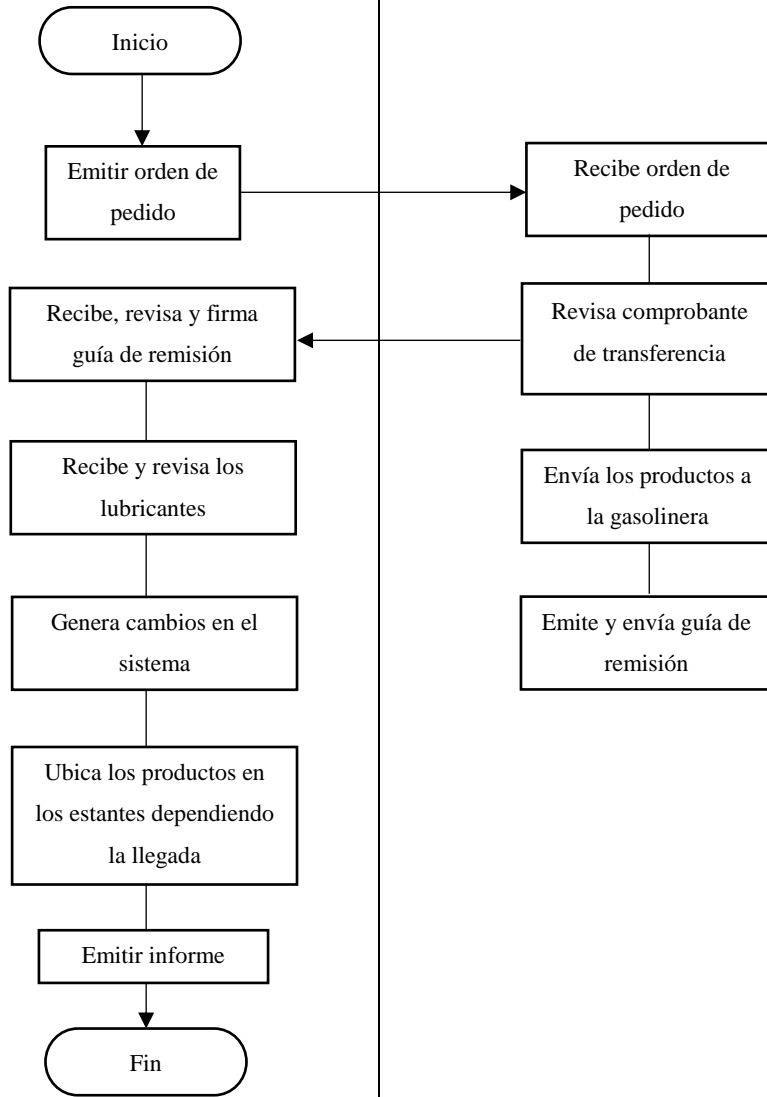 Inicio
Emitir orden de
pedido
Recibe orden de
pedido
Recibe, revisa y firma
guía de remisión
Revisa comprobante
de transferencia
Recibe y revisa los
lubricantes
Envía los productos a
la gasolinera
Genera cambios en el
sistema
Emite y envía guía de
remisión
Ubica los productos en
los estantes dependiendo
la llegada
Emitir informe
Fin